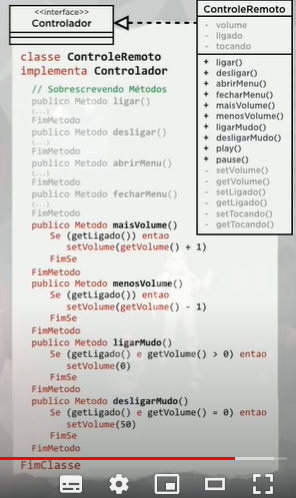 <<interface>>
Controlador
ControleRemoto
- volume
- ligado
- tocando
+ ligar()
+ desligar()
+ abrirMenu()
+ fecharMenu()
+ maisVolume()
+ menosVolume()
+ ligarMudo()
+ desligarMudo()
+ play()
+ pause()
- setVolume()
- getVolume()
- setLigado()
- getLigado()
- setTocando()
- getTocando()
classe ControleRemoto
implementa Controlador
// Sobrescrevendo Métodos
publico Metodo ligar()
(...)
FimMetodo
publico Metodo desligar()
(...)
FimMetodo
publico Metodo abrirMenu()
(...)
FimMetodo
publico Metodo fecharMenu()
(...)
FimMetodo
publico Metodo maisVolume()
Se (getLigado()) entao
setVolume(getVolume() + 1)
FimSe
FimMetodo
publico Metodo menosVolume()
Se (getLigado()) entao
setVolume(getVolume() - 1)
FimSe
FimMetodo
publico Metodo ligarMudo()
Se (getLigado() e getVolume() > 0) entao
setVolume(0)
FimSe
FimMetodo
publico Metodo desligarMudo()
Se (getLigado() e getVolume() = 0) entao
setVolume(50)
FimSe
FimMetodo
FimClasse